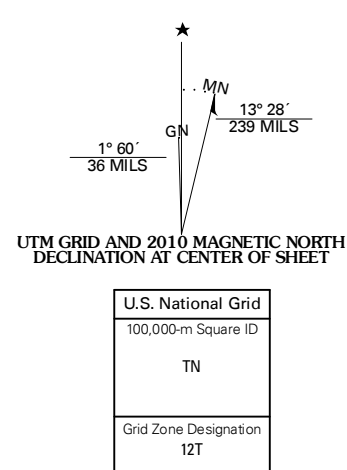 MN
GN
13° 28´
239 MILS
1° 60´
36 MILS
UTM GRID AND 2010 MAGNETIC NORTH
DECLINATION AT CENTER OF SHEET
U.S. National Grid
100,000-m Square ID
TN
Grid Zone Designation
12T